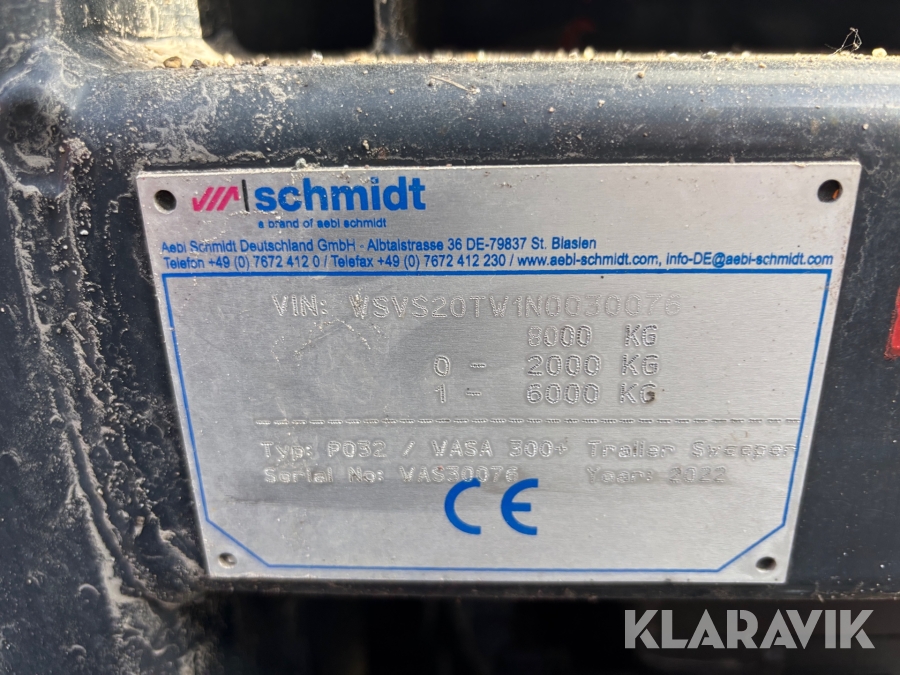 schmidt
a brand of aebi schmidt
Aebi Schmidt Deutschland GmbH - Albtalstrasse 36 DE-79837 St. Blasien
Telefon +49 (0) 7672 412 0 / Telefax +49 (0) 7672 412 230 / www.aebi-schmidt.com, info-DE@aebi-schmidt.com
VIN: WSVS20TW1N0030076
8000 KG
0 - 2000 KG
1 - 6000 KG
Typ: P032 / VASA 300+ Trailer Sweeper
Serial No: VAS30076 Year: 2022
CE
KLARAVIK